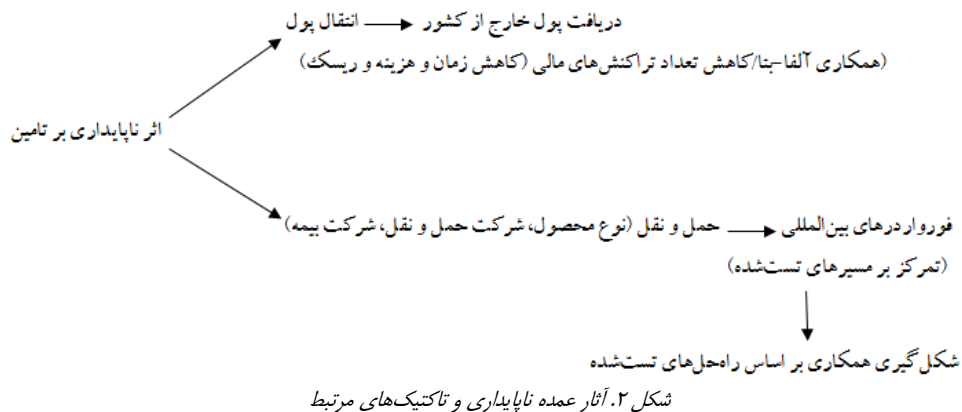 انتقال پول → دریافت پول خارج از کشور
(همکاری آلفا-بتا/کاهش تعداد تراکنش‌های مالی (کاهش زمان و هزینه و ریسک)
اثر ناپایداری بر تامین
حمل و نقل (نوع محصول، شرکت حمل و نقل، شرکت بیمه) → فورواردرهای بین‌المللی
(تمرکز بر مسیرهای تست‌شده)
شکل‌گیری همکاری بر اساس راه‌حل‌های تست‌شده
شکل ۲. آثار عمده ناپایداری و تاکتیک‌های مرتبط